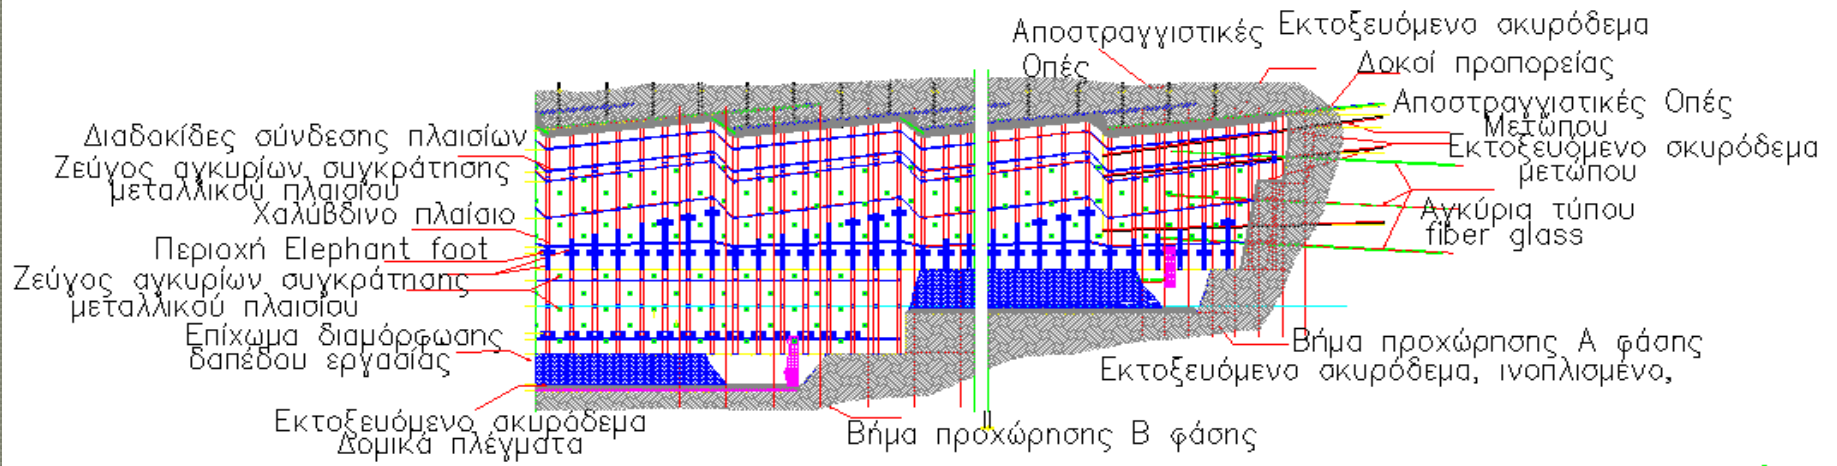 Αποστραγγιστικές
Οπές
Εκτοξευόμενο σκυρόδεμα
Δοκοί προπορείας
Αποστραγγιστικές Οπές
Μετώπου
Εκτοξευόμενο σκυρόδεμα
μετώπου
Αγκύρια τύπου
fiber glass
Διαδοκίδες σύνδεσης πλαισίων
Ζεύγος αγκυρίων συγκράτησης
μεταλλικού πλαισίου
Χαλύβδινο πλαίσιο
Περιοχή Elephant foot
Ζεύγος αγκυρίων συγκράτησης
μεταλλικού πλαισίου
Επίχωμα διαμόρφωσης
δαπέδου εργασίας
Εκτοξευόμενο σκυρόδεμα
Δομικά πλέγματα
Βήμα προχώρησης Α φάσης
Εκτοξευόμενο σκυρόδεμα, ινοπλισμένο,
Βήμα προχώρησης Β φάσης